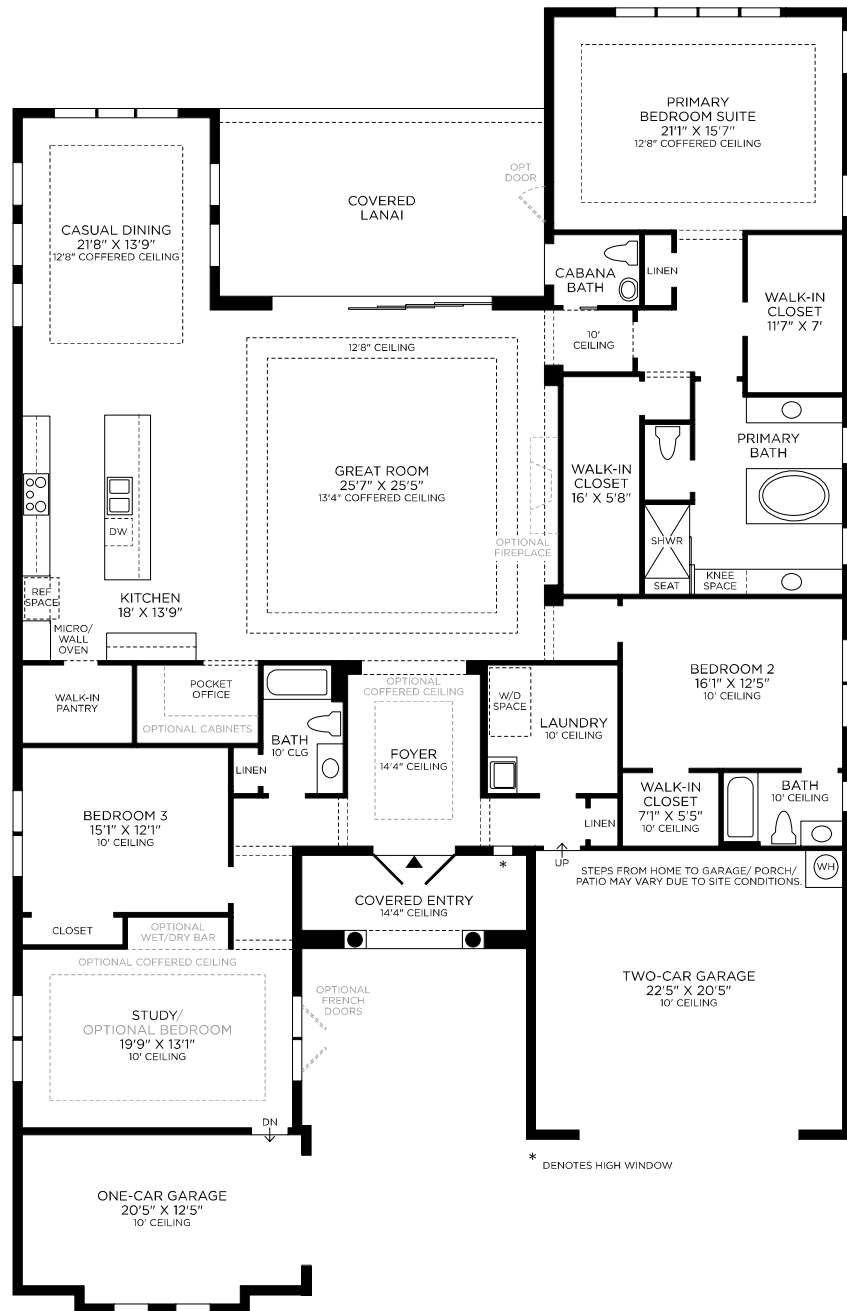 PRIMARY
BEDROOM SUITE
21'1" X 15'7"
12'8" COFFERED CEILING
OPT
DOOR
COVERED
LANAI
CASUAL DINING
21'8" X 13'9"
12'8" COFFERED CEILING
CABANA
BATH
LINEN
WALK-IN
CLOSET
11'7" X 7'
10'
CEILING
12'8" CEILING
GREAT ROOM
25'7" X 25'5"
13'4" COFFERED CEILING
OPTIONAL
FIREPLACE
WALK-IN
CLOSET
16' X 5'8"
PRIMARY
BATH
SHWR
SEAT
KNEE
SPACE
DW
REF
SPACE
KITCHEN
18' X 13'9"
MICRO/
WALL
OVEN
WALK-IN
PANTRY
POCKET
OFFICE
OPTIONAL CABINETS
BATH
10' CLG
LINEN
OPTIONAL
COFFERED CEILING
FOYER
14'4" CEILING
W/D
SPACE
LAUNDRY
10' CEILING
BEDROOM 2
16'1" X 12'5"
10' CEILING
WALK-IN
CLOSET
7'1" X 5'5"
10' CEILING
BATH
10' CEILING
LINEN
UP
BEDROOM 3
15'1" X 12'1"
10' CEILING
CLOSET
OPTIONAL
WET/DRY BAR
*
COVERED ENTRY
14'4" CEILING
STEPS FROM HOME TO GARAGE/ PORCH/
PATIO MAY VARY DUE TO SITE CONDITIONS.
WH
TWO-CAR GARAGE
22'5" X 20'5"
10' CEILING
OPTIONAL COFFERED CEILING
STUDY/
OPTIONAL BEDROOM
19'9" X 13'1"
10' CEILING
OPTIONAL
FRENCH
DOORS
DN
* DENOTES HIGH WINDOW
ONE-CAR GARAGE
20'5" X 12'5"
10' CEILING